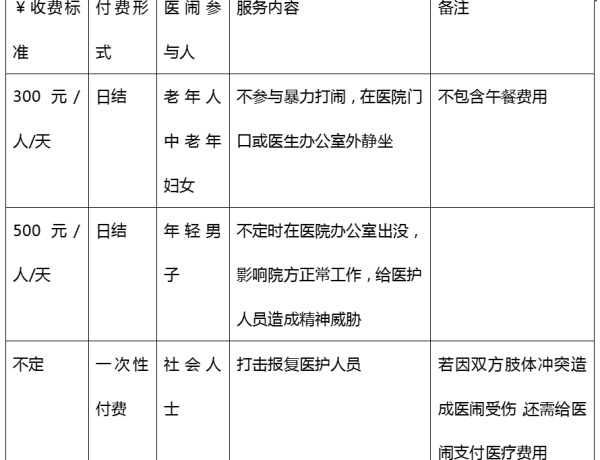 ￥收费标准
付费形式
医闹参与人
服务内容
备注
300 元/
人/天
日结
老年人
中老年
妇女
不参与暴力打闹，在医院门
口或医生办公室外静坐
不包含午餐费用
500 元/
人/天
日结
年轻男
子
不定时在医院办公室出没，
影响院方正常工作，给医护
人员造成精神威胁
不定
一次性
付费
社会人
士
打击报复医护人员
若因双方肢体冲突造
成医闹受伤，还需给医
闹支付医疗费用